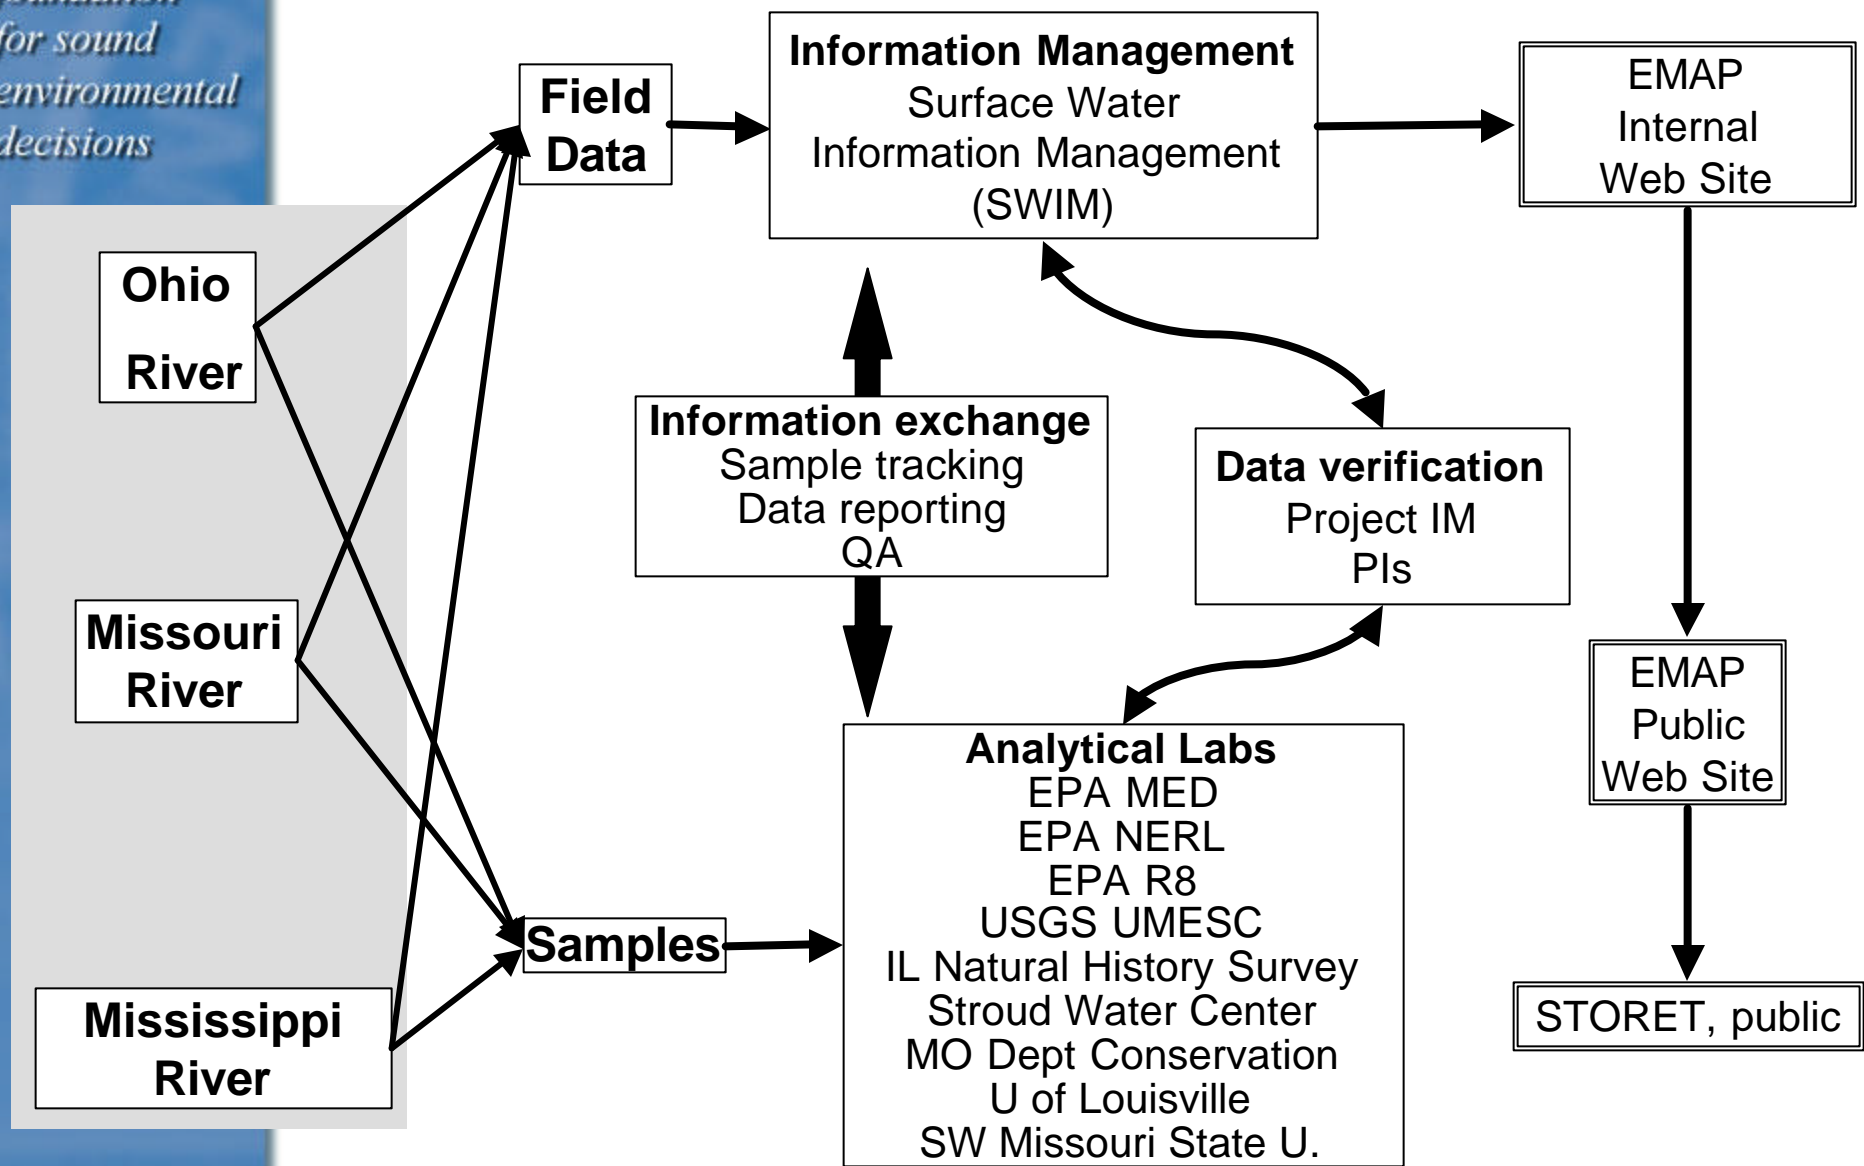 for sound
environmental
decisions
Ohio
River
Missouri
River
Mississippi
River
Field
Data
Samples
Information Management
Surface Water
Information Management
(SWIM)
Information exchange
Sample tracking
Data reporting
QA
Data verification
Project IM
PIs
Analytical Labs
EPA MED
EPA NERL
EPA R8
USGS UMESC
IL Natural History Survey
Stroud Water Center
MO Dept Conservation
U of Louisville
SW Missouri State U.
EMAP
Internal
Web Site
EMAP
Public
Web Site
STORET, public